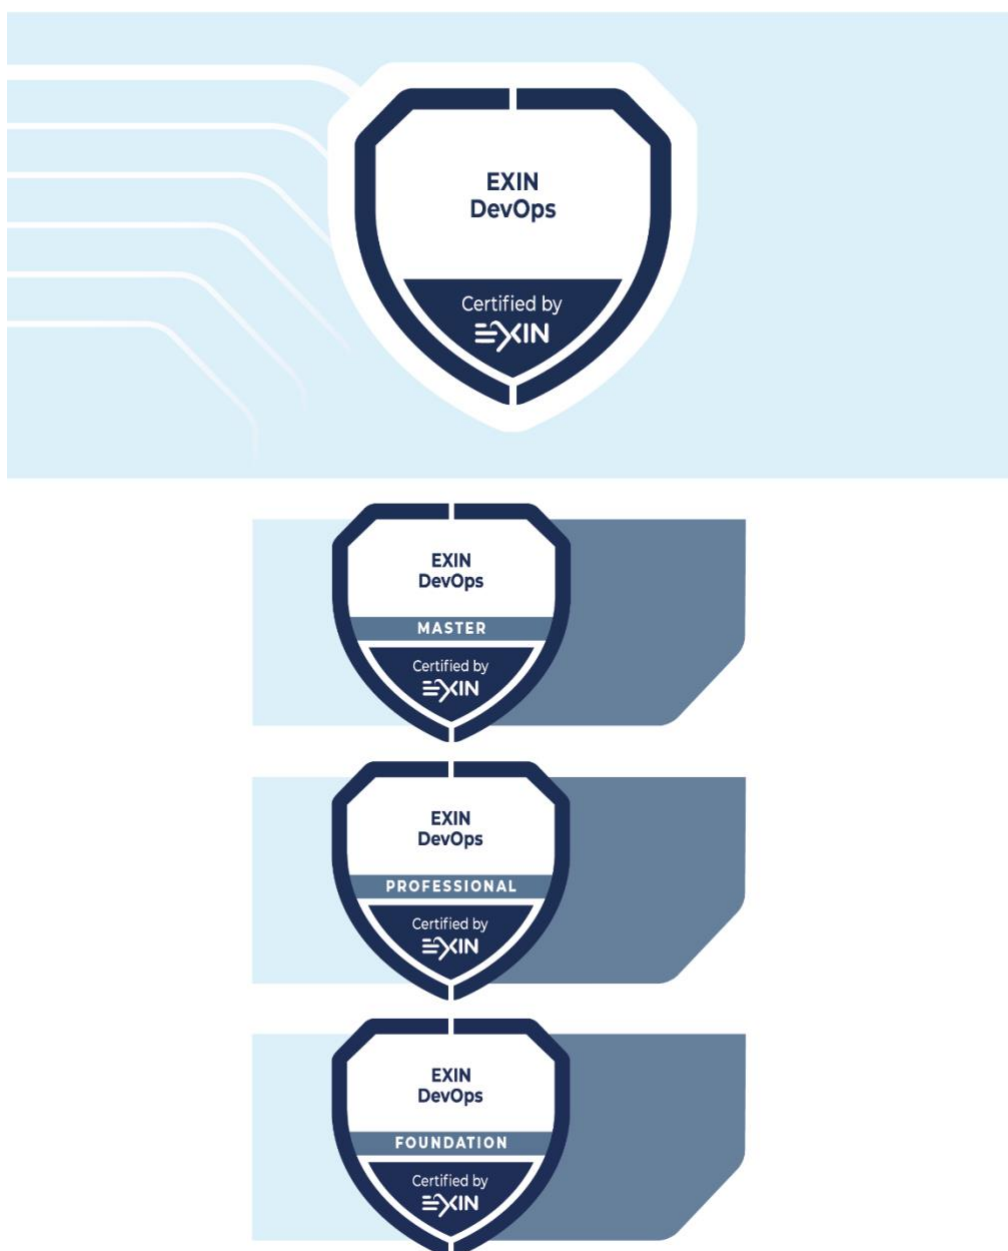 EXIN
DevOps
Certified by
EXIN
EXIN
DevOps
MASTER
Certified by
EXIN
EXIN
DevOps
PROFESSIONAL
Certified by
EXIN
EXIN
DevOps
FOUNDATION
Certified by
EXIN